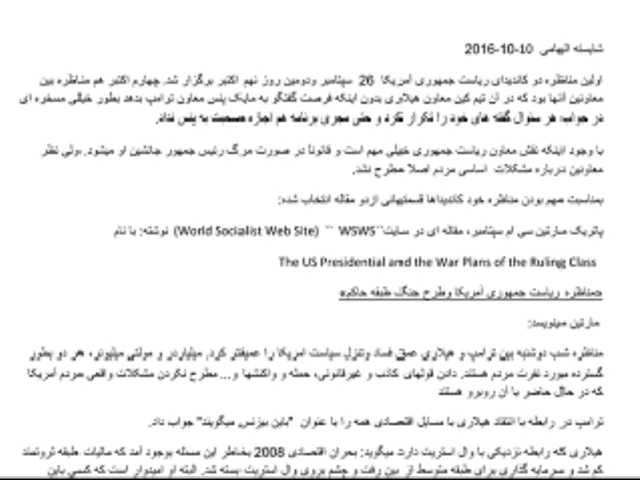 شایسته الهامی 10-10-2016
اولین مناظره دو کاندیدای ریاست جمهوری آمریکا 26 سپتامبر ودومین روز نهم اکتبر برگزار شد. چهارم اکتبر هم مناظره بین
معاونین آنها بود که در آن تیم کین معاون هیلاری بدون اینکه فرصت گفتگو به مایک پنس معاون ترامپ بدهد بطور خیلی مسخره ای
در جواب هر سئوال گفته های خود را تکرار کرد و حتی مجری برنامه هم اجازه صحبت به پنس نداد.
با وجود اینکه نقش معاون ریاست جمهوری خیلی مهم است و قانونا در صورت مرگ رئیس جمهور جانشین او میشود. ولی نظر
معاونین درباره مشکلات اساسی مردم اصلا مطرح نشد.
بمناسبت مهم بودن مناظره خود کاندیداها قسمتهائی ازدو مقاله انتخاب شده:
پاتریک مارتین سی ام سپتامبر، مقاله ای در سایت``WSWS `` (World Socialist Web Site) نوشته: با نام
The US Presidential and the War Plans of the Ruling Class
«مناظره ریاست جمهوری آمریکا وطرح جنگ طبقه حاکم»
مارتین مینویسد:
مناظره شب دوشنبه بین ترامپ و هیلاری عمق فساد وتنزل سیاست امریکا را عمیقتر کرد. میلیاردر و مولتی میلیونر، هر دو بطور
گسترده مورد نفرت مردم هستند. دادن قولهای کاذب و غیرقانونی، حمله و واکنشها و... مطرح نکردن مشکلات واقعی مردم آمریکا
که در حال حاضر با آن روبرو هستند
ترامپ در رابطه با انتقاد هیلاری با مسایل اقتصادی همه را با عنوان "باین بیزنس میگویند" جواب داد.
هیلاری که رابطه نزدیکی با وال استریت دارد میگوید: بحران اقتصادی 2008 بخاطر این مسئله بوجود آمد که مالیات طبقه ثروتمند
کم شد و سرمایه گذاری برای طبقه متوسط از بین رفت و چشم بروی وال استریت بسته شد. البته او امیدوار است که کسی باین